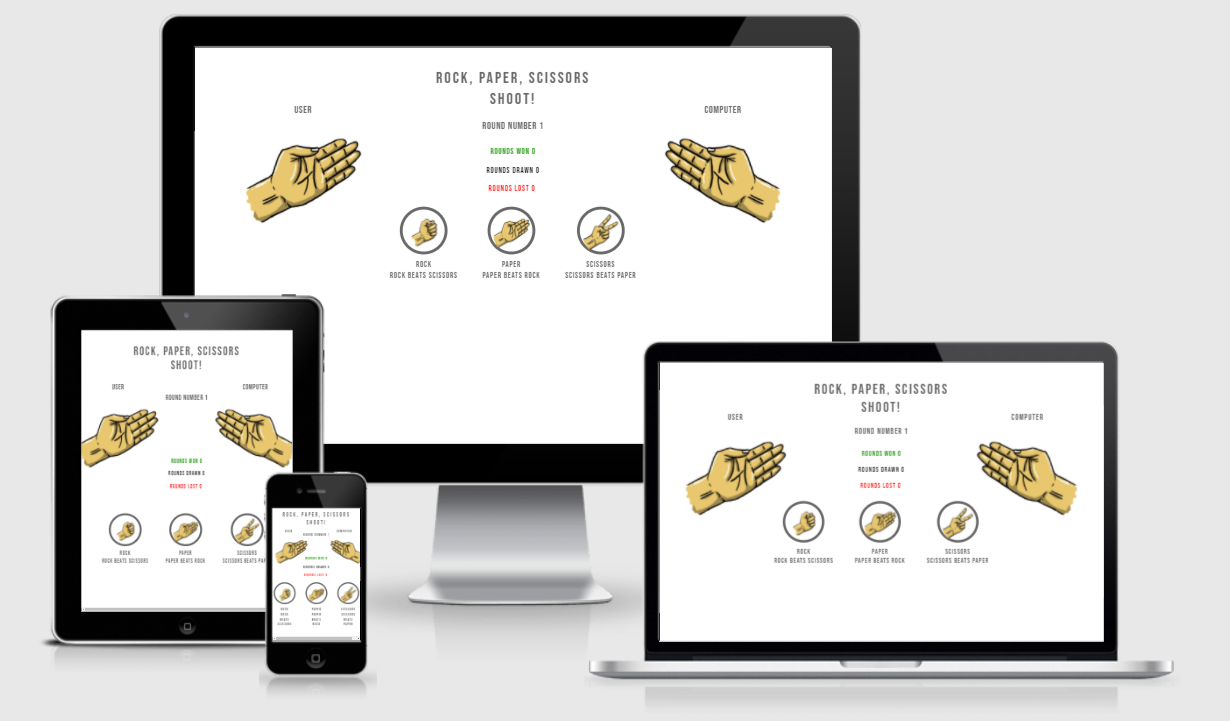 ROCK, PAPER, SCISSORS
SHOOT!
USER
COMPUTER
ROUND NUMBER 1
ROUNDS WON 0
ROUNDS DRAWN 0
ROUNDS LOST 0
ROCK
PAPER
SCISSORS
ROCK BEATS SCISSORS
PAPER BEATS ROCK
SCISSORS BEATS PAPER
ROCK, PAPER, SCISSORS
SHOOT!
USER
COMPUTER
ROUND NUMBER 1
ROUNDS WON 0
ROUNDS DRAWN 0
ROUNDS LOST 0
ROCK
PAPER
SCISSORS
ROCK BEATS SCISSORS
PAPER BEATS ROCK
SCISSORS BEATS
ROCK, PAPER, SCISSORS
SHOOT!
USER
COMPUTER
ROUND NUMBER 1
ROUNDS WON 0
ROUNDS DRAWN 0
ROUNDS LOST 0
ROCK
PAPER
SCISSORS
ROCK
PAPER
SCISSORS
BEATS
BEATS
BEATS
SCISSORS
ROCK
PAPER
ROCK, PAPER, SCISSORS
SHOOT!
USER
COMPUTER
ROUND NUMBER 1
ROUNDS WON 0
ROUNDS DRAWN 0
ROUNDS LOST 0
ROCK
PAPER
SCISSORS
ROCK BEATS SCISSORS
PAPER BEATS ROCK
SCISSORS BEATS PAPER